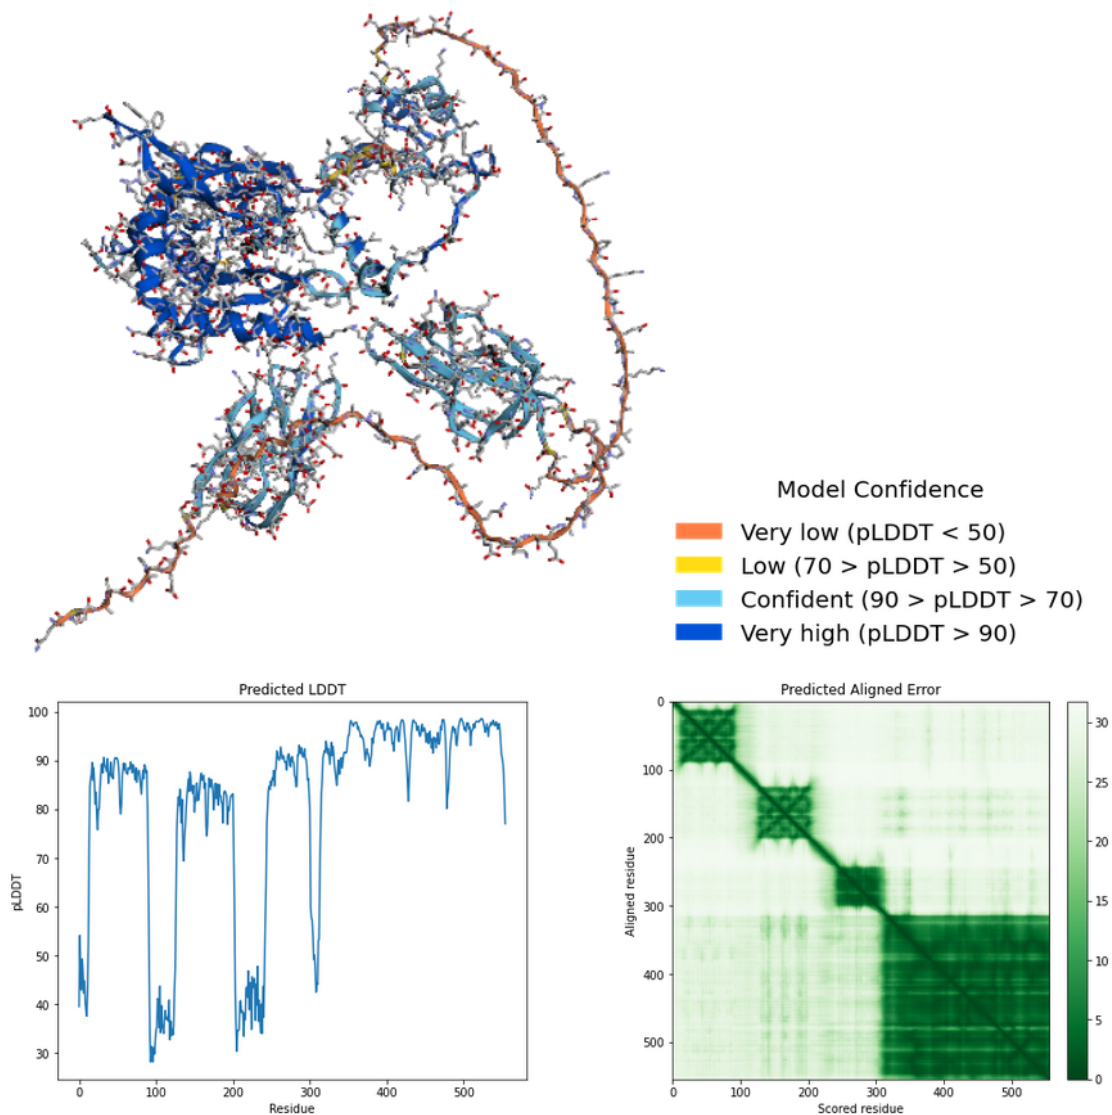 Model Confidence
Very low (pLDDT < 50)
Low (70 > pLDDT > 50)
Confident (90 > pLDDT > 70)
Very high (pLDDT > 90)
Predicted LDDT
100
90
80
70
60
50
40
30
pLDDT
0 100 200 300 400 500
Residue
Predicted Aligned Error
0
100
200
300
400
500
Aligned residue
0 100 200 300 400 500
Scored residue
30
25
20
15
10
5
0